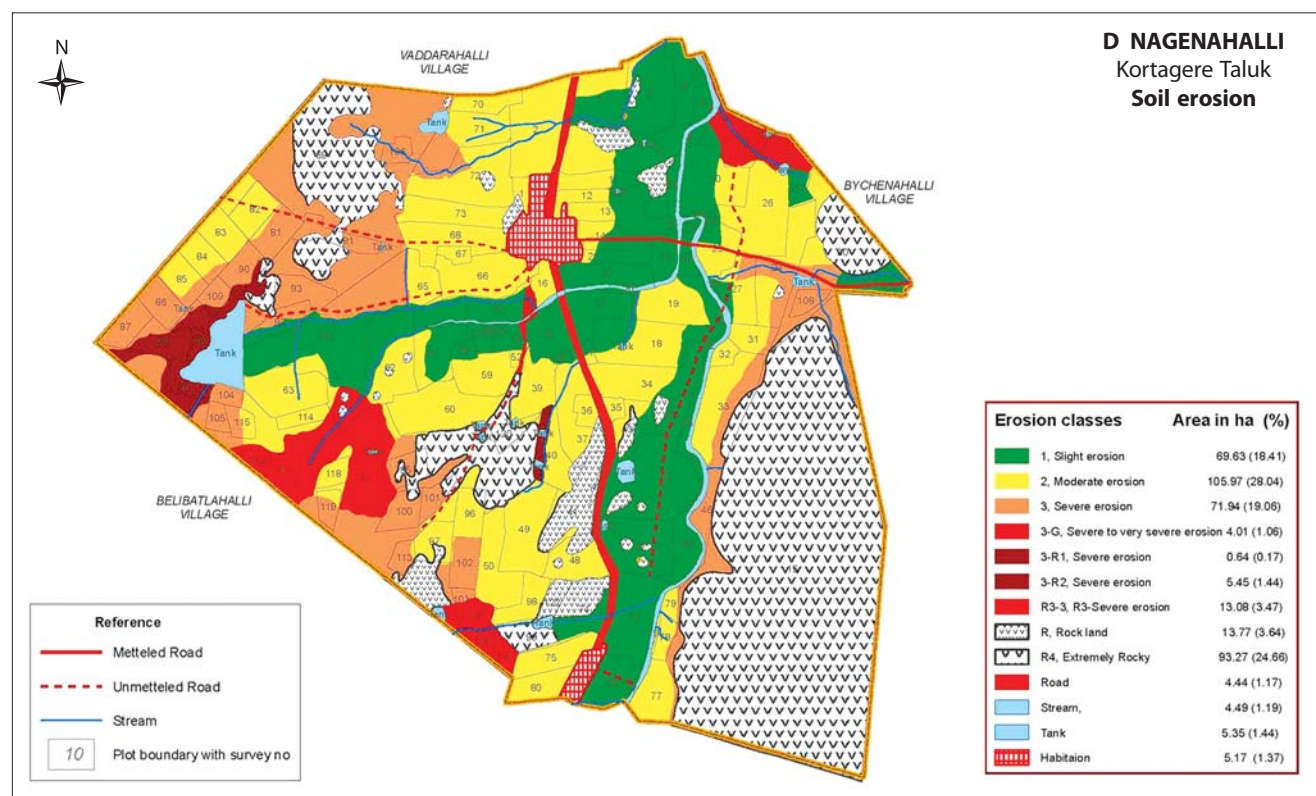 D NAGENAHALLI
Kortagere Taluk
Soil erosion
N
VADDARAHALLI
VILLAGE
BYCHENAHALLI
VILLAGE
BELIBATLAHALLI
VILLAGE
Tank
70
71
72
12
13
26
82
83
81
73
84
68
67
91
85
90
66
93
65
16
86
109
Tank
27
Tank
108
87
19
Tank
Tank
18
31
32
62
59
52
63
39
34
104
33
60
36
35
105
115
114
37
40
Tank
118
101
46
119
100
15
96
49
97
113
102
50
48
98
79
75
80
77
Reference
Metteled Road
Unmetteled Road
Stream
10 Plot boundary with survey no
Erosion classes Area in ha (%)
1, Slight erosion 69.63 (18.41)
2, Moderate erosion 105.97 (28.04)
3, Severe erosion 71.94 (19.06)
3-G, Severe to very severe erosion 4.01 (1.06)
3-R1, Severe erosion 0.64 (0.17)
3-R2, Severe erosion 5.45 (1.44)
R3-3, R3-Severe erosion 13.08 (3.47)
R, Rock land 13.77 (3.64)
R4, Extremely Rocky 93.27 (24.66)
Road 4.44 (1.17)
Stream, 4.49 (1.19)
Tank 5.35 (1.44)
Habitaion 5.17 (1.37)